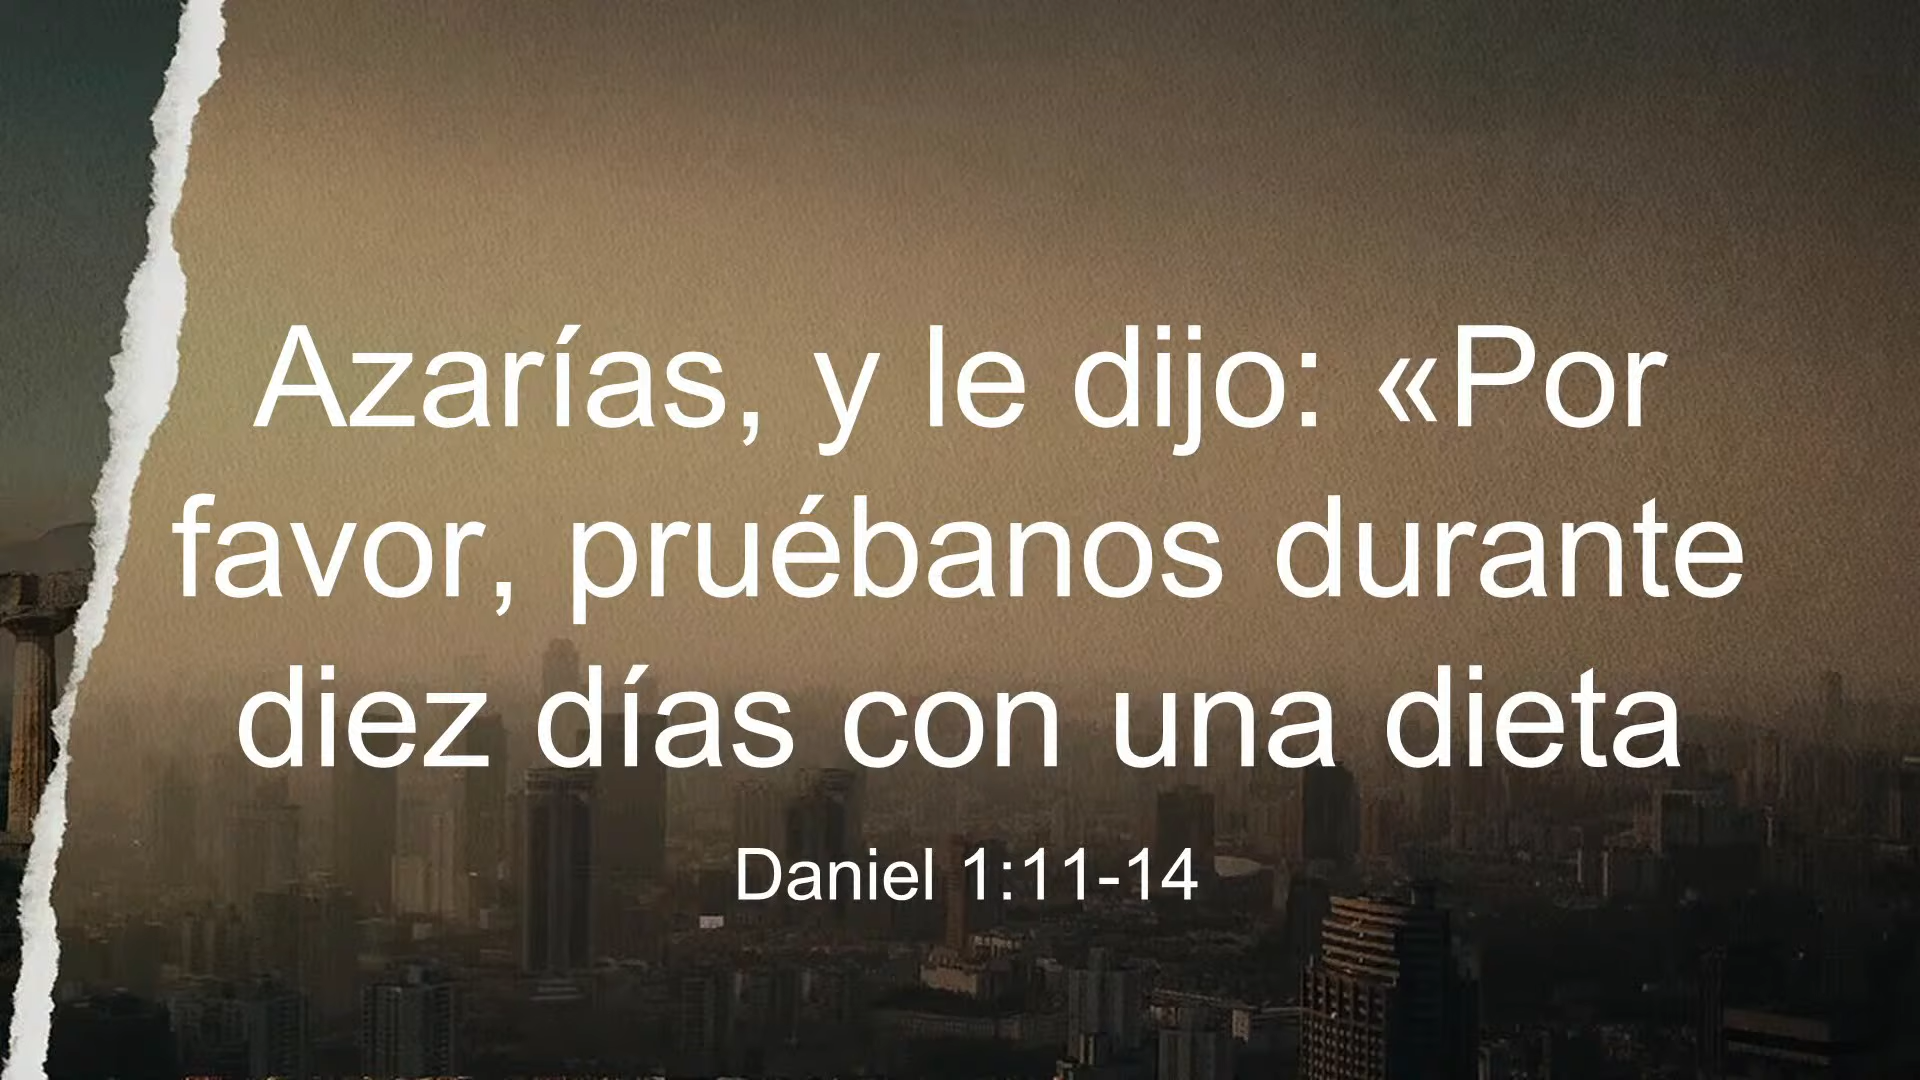 Azarías, y le dijo: «Por
favor, pruébanos durante
diez días con una dieta
Daniel 1:11-14